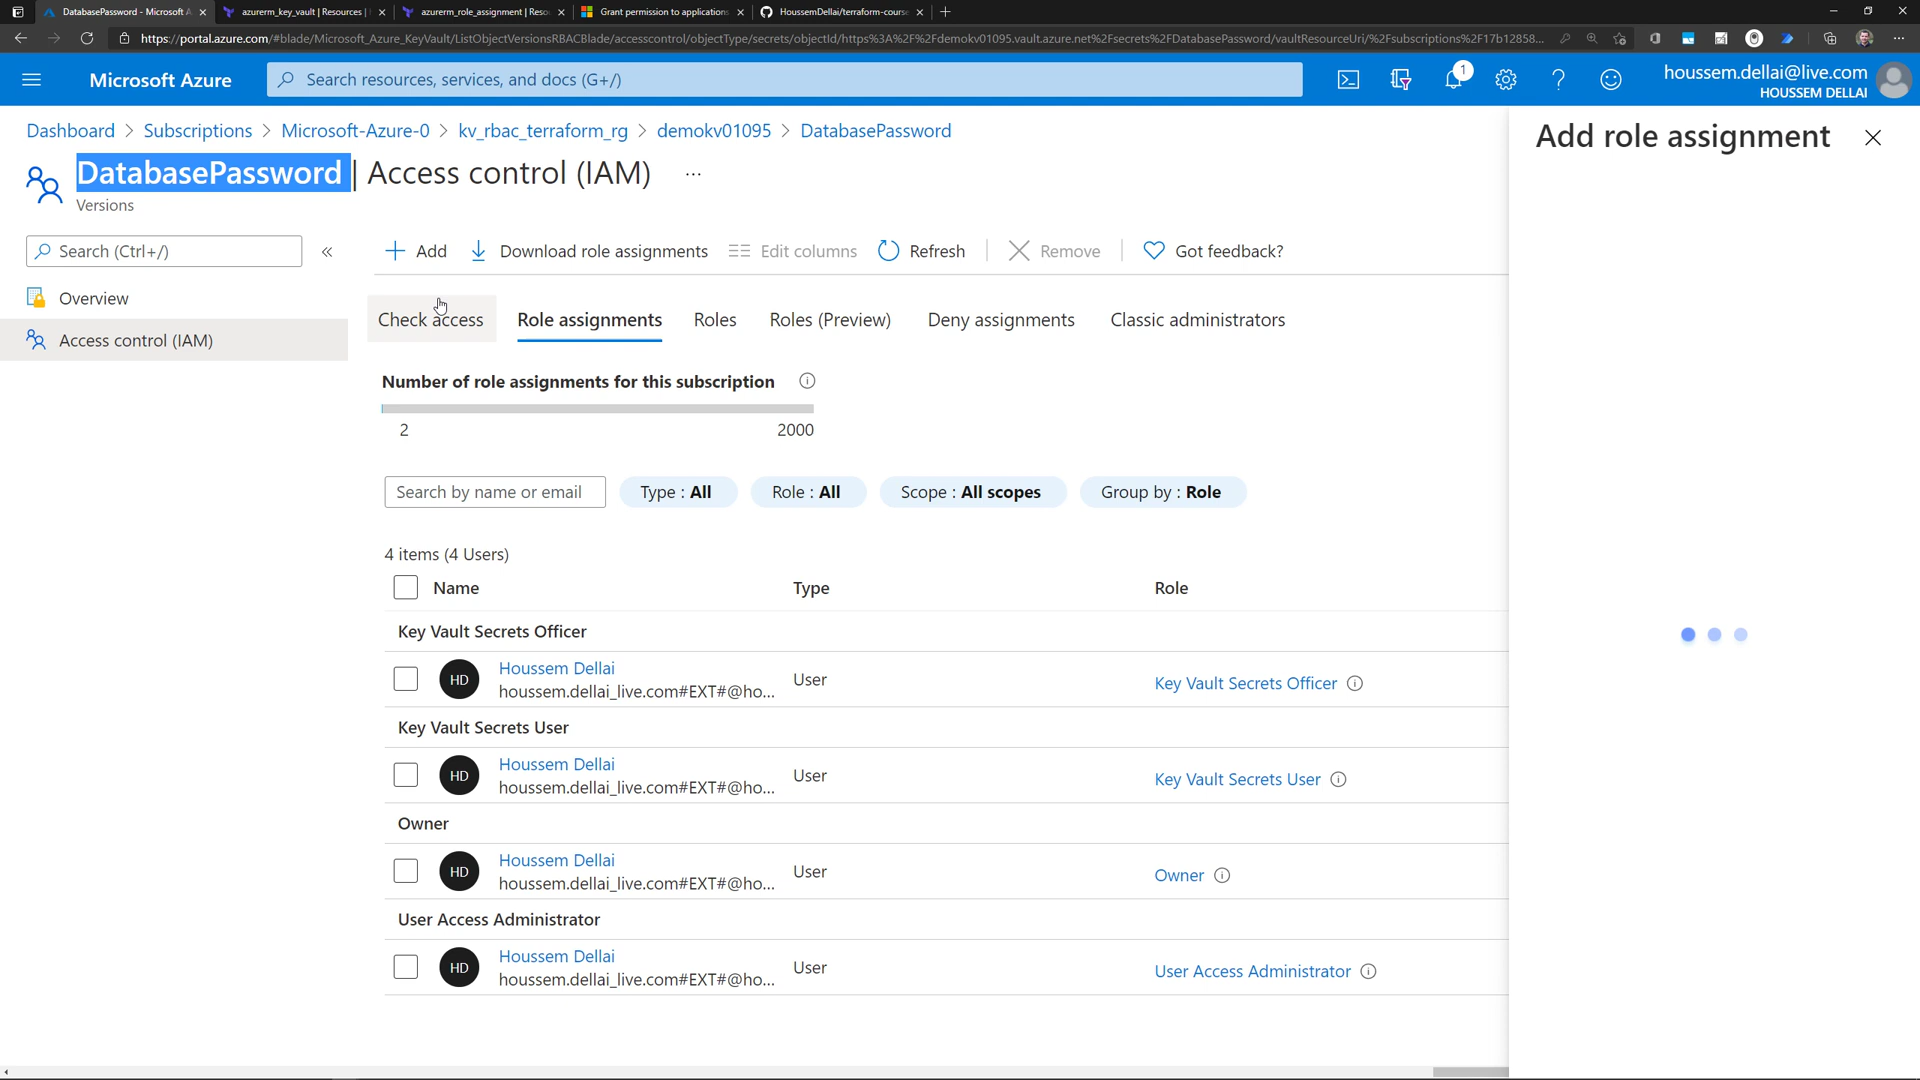 DatabasePassword - Microsoft A
azurerm_key_vault | Resources |
azurerm_role_assignment | Reso
Grant permission to applications
HoussemDellai/terraform-course
https://portal.azure.com/#blade/Microsoft_Azure_KeyVault/ListObjectVersionsRBACBlade/accesscontrol/objectType/secrets/objectId/https%3A%2F%2Fdemokv01095.vault.azure.net%2Fsecrets%2FDatabasePassword/vaultResourceUri/%2Fsubscriptions%2F17b12858...
Microsoft Azure
Search resources, services, and docs (G+/)
1
houssem.dellai@live.com
HOUSSEM DELLAI
Dashboard > Subscriptions > Microsoft-Azure-0 > kv_rbac_terraform_rg > demokv01095 > DatabasePassword
DatabasePassword | Access control (IAM) ...
Versions
Add role assignment
Search (Ctrl+/)
Overview
Access control (IAM)
Add
Download role assignments
Edit columns
Refresh
Remove
Got feedback?
Check access
Role assignments
Roles
Roles (Preview)
Deny assignments
Classic administrators
Number of role assignments for this subscription
2
2000
Search by name or email
Type : All
Role : All
Scope : All scopes
Group by : Role
4 items (4 Users)
Name
Type
Role
Key Vault Secrets Officer
HD
Houssem Dellai
houssem.dellai_live.com#EXT#@ho...
User
Key Vault Secrets Officer
Key Vault Secrets User
HD
Houssem Dellai
houssem.dellai_live.com#EXT#@ho...
User
Key Vault Secrets User
Owner
HD
Houssem Dellai
houssem.dellai_live.com#EXT#@ho...
User
Owner
User Access Administrator
HD
Houssem Dellai
houssem.dellai_live.com#EXT#@ho...
User
User Access Administrator